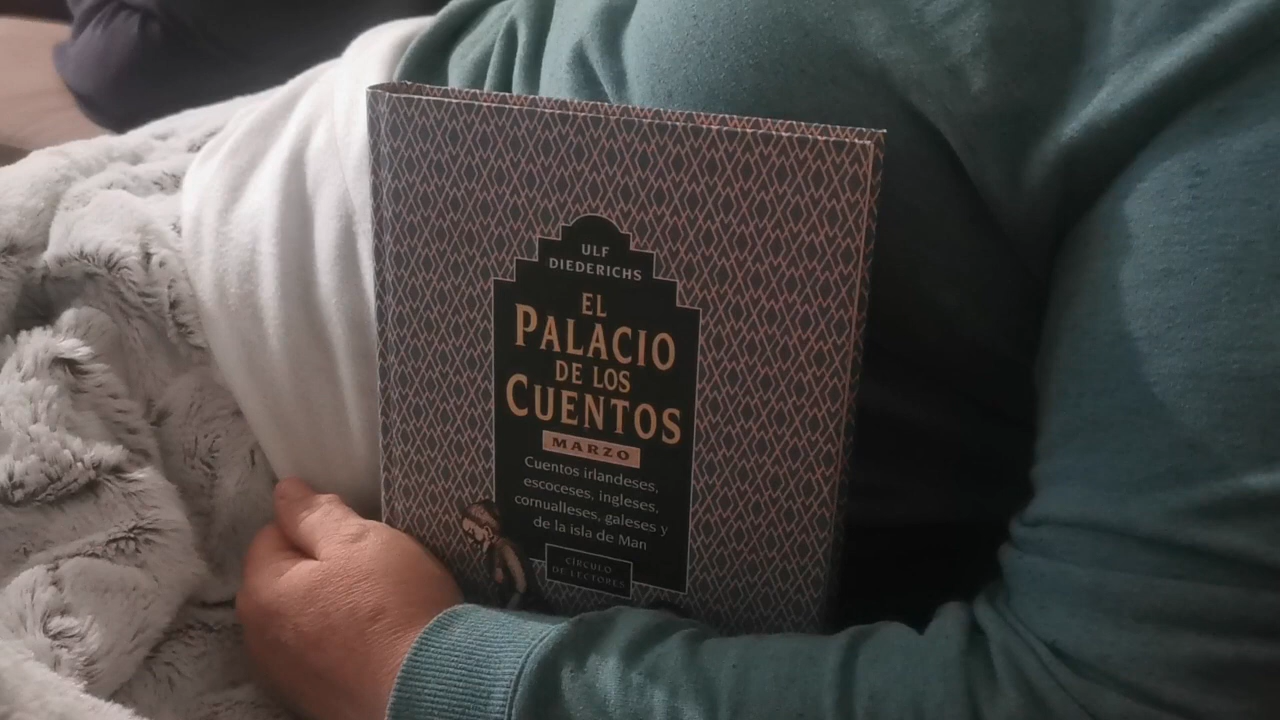 ULF
DIEDERICHS
EL
PALACIO
DE LOS
CUENTOS
MARZO
Cuentos irlandeses,
escoceses, ingleses,
cornualleses, galeses y
de la isla de Man
CÍRCULO
DE LECTORES